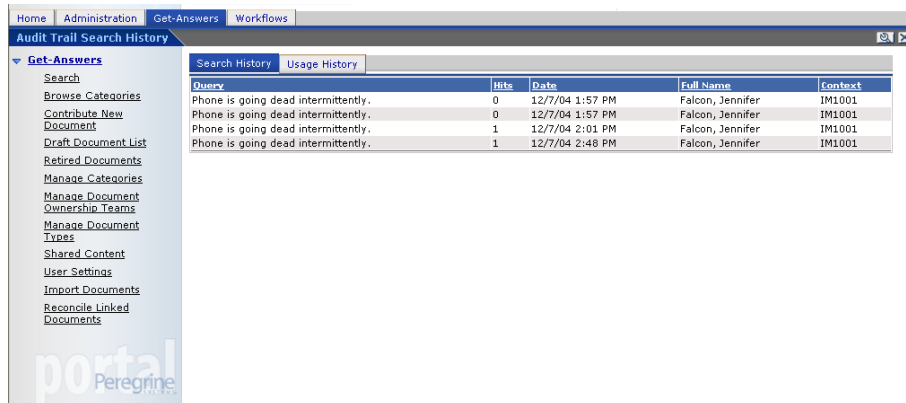 Home Administration Get-Answers Workflows
Audit Trail Search History
Get-Answers
Search
Browse Categories
Contribute New
Document
Draft Document List
Retired Documents
Manage Categories
Manage Document
Ownership Teams
Manage Document
Types
Shared Content
User Settings
Import Documents
Reconcile Linked
Documents
portal
Peregrine
Search History Usage History
Query Hits Date Full Name Context
Phone is going dead intermittently. 0 12/7/04 1:57 PM Falcon, Jennifer IM1001
Phone is going dead intermittently. 0 12/7/04 1:57 PM Falcon, Jennifer IM1001
Phone is going dead intermittently. 1 12/7/04 2:01 PM Falcon, Jennifer IM1001
Phone is going dead intermittently. 1 12/7/04 2:48 PM Falcon, Jennifer IM1001